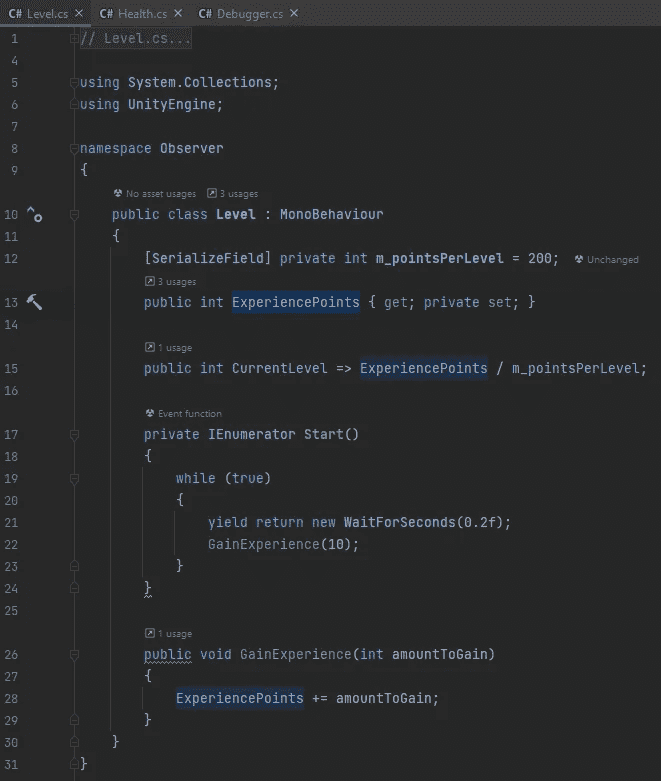 C# Level.cs × C# Health.cs × C# Debugger.cs ×
1 // Level.cs...
4
5 using System.Collections;
6 using UnityEngine;
7
8 namespace Observer
9 {
No asset usages 3 usages
10 public class Level : MonoBehaviour
11 {
12 [SerializeField] private int m_pointsPerLevel = 200; Unchanged
3 usages
13 public int ExperiencePoints { get; private set; }
14
1 usage
15 public int CurrentLevel => ExperiencePoints / m_pointsPerLevel;
16
Event function
17 private IEnumerator Start()
18 {
19 while (true)
20 {
21 yield return new WaitForSeconds(0.2f);
22 GainExperience(10);
23 }
24 }
25
1 usage
26 public void GainExperience(int amountToGain)
27 {
28 ExperiencePoints += amountToGain;
29 }
30 }
31 }